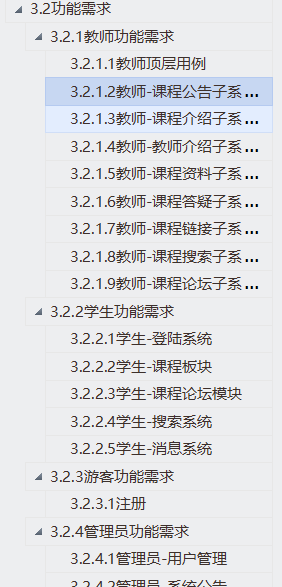 3.2功能需求
3.2.1教师功能需求
3.2.1.1教师顶层用例
3.2.1.2教师-课程公告子系...
3.2.1.3教师-课程介绍子系...
3.2.1.4教师-教师介绍子系...
3.2.1.5教师-课程资料子系...
3.2.1.6教师-课程答疑子系...
3.2.1.7教师-课程链接子系...
3.2.1.8教师-课程搜索子系...
3.2.1.9教师-课程论坛子系...
3.2.2学生功能需求
3.2.2.1学生-登陆系统
3.2.2.2学生-课程板块
3.2.2.3学生-课程论坛模块
3.2.2.4学生-搜索系统
3.2.2.5学生-消息系统
3.2.3游客功能需求
3.2.3.1注册
3.2.4管理员功能需求
3.2.4.1管理员-用户管理
3.2.4.2管理员-系统公告